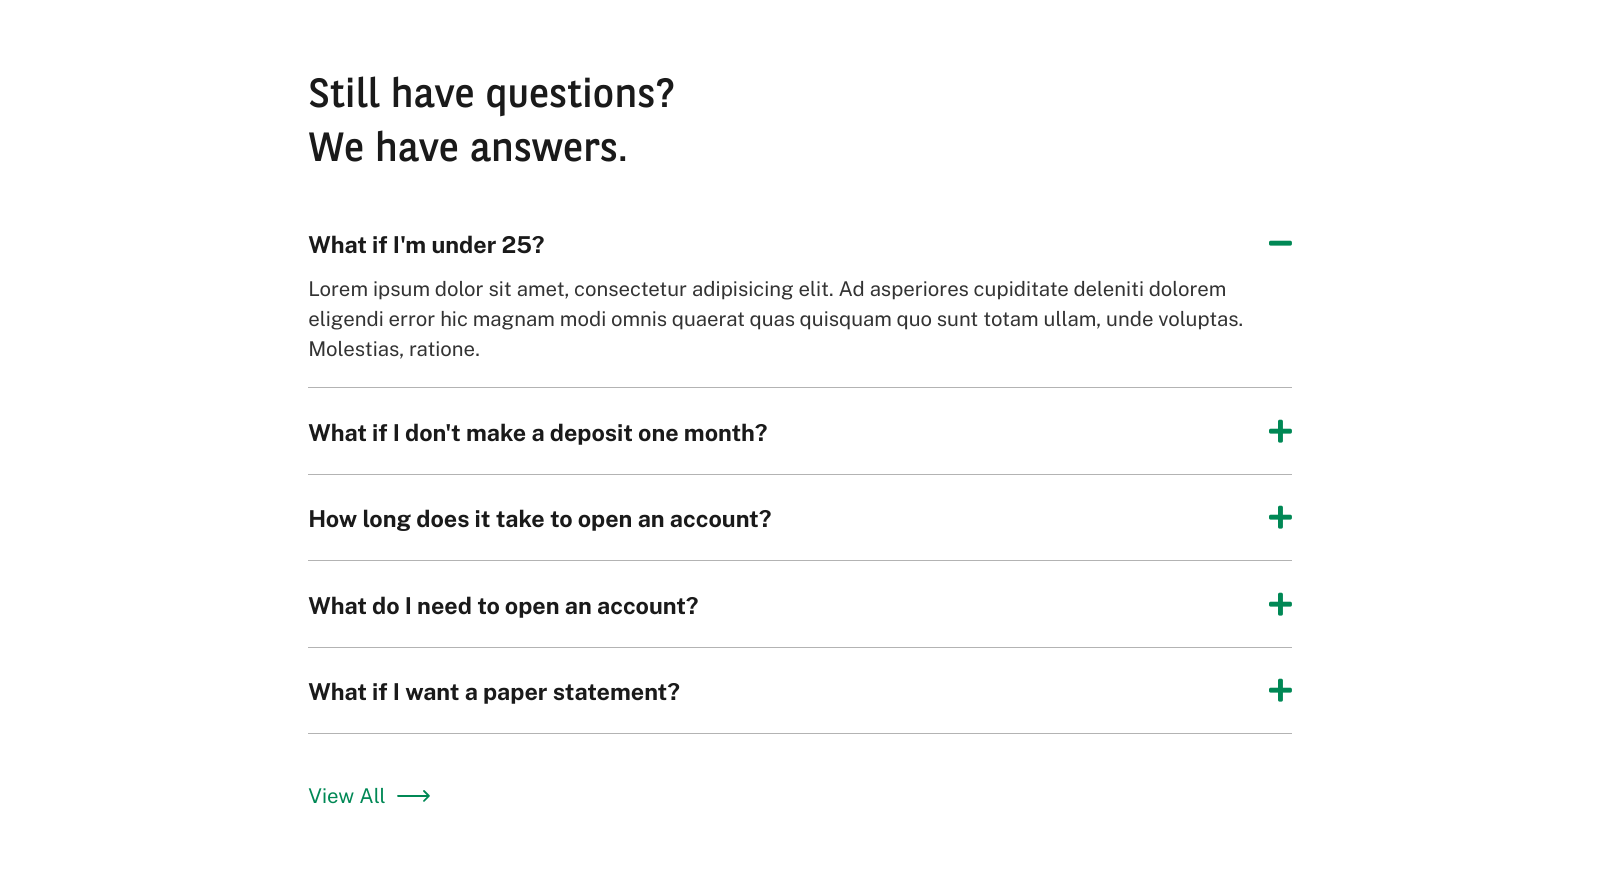 Still have questions?
We have answers.
What if I'm under 25?
Lorem ipsum dolor sit amet, consectetur adipisicing elit. Ad asperiores cupiditate deleniti dolorem
eligendi error hic magnam modi omnis quaerat quas quisquam quo sunt totam ullam, unde voluptas.
Molestias, ratione.
What if I don't make a deposit one month?
How long does it take to open an account?
What do I need to open an account?
What if I want a paper statement?
View All